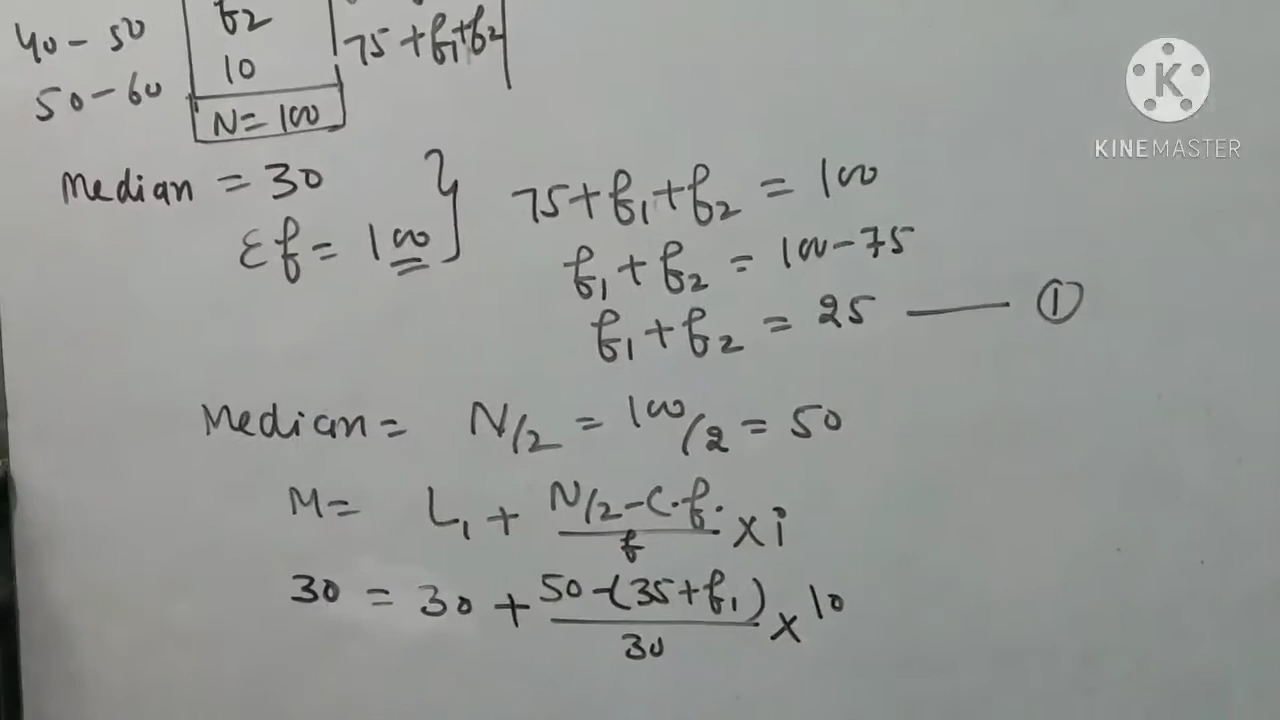 40-50 f2 75+f1+f2
50-60 10
N=100
Median = 30
Σf = 100
75+f1+f2 = 100
f1+f2 = 100-75
f1+f2 = 25 —— ①
Median = N/2 = 100/2 = 50
M= L1 + N/2-C.f. / f × i
30 = 30 + 50-(35+f1) / 30 × 10
K
KINEMASTER